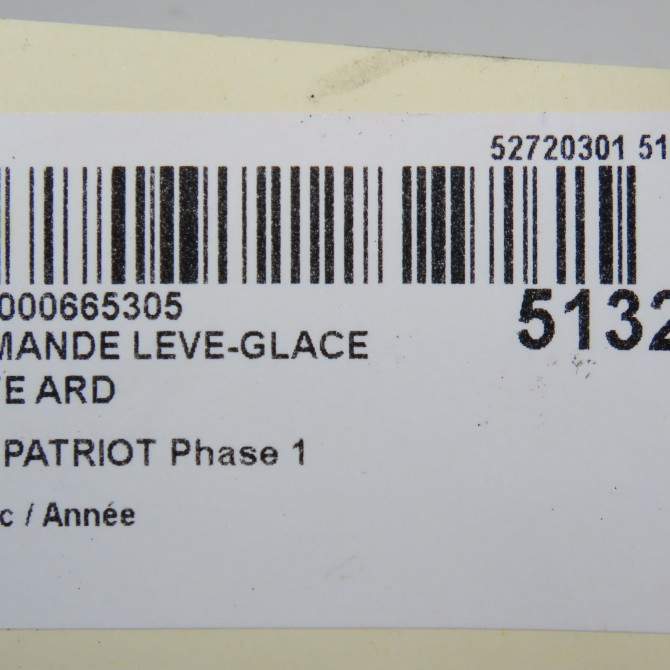 52720301 51
000665305
5132
MANDE LEVE-GLACE
E ARD
PATRIOT Phase 1
c / Année